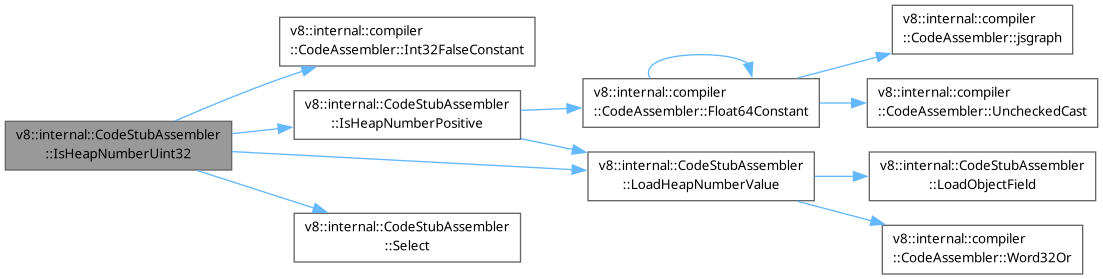 v8::internal::CodeStubAssembler
::IsHeapNumberUint32
v8::internal::compiler
::CodeAssembler::Int32FalseConstant
v8::internal::CodeStubAssembler
::IsHeapNumberPositive
v8::internal::CodeStubAssembler
::Select
v8::internal::compiler
::CodeAssembler::Float64Constant
v8::internal::CodeStubAssembler
::LoadHeapNumberValue
v8::internal::compiler
::CodeAssembler::jsgraph
v8::internal::compiler
::CodeAssembler::UncheckedCast
v8::internal::CodeStubAssembler
::LoadObjectField
v8::internal::compiler
::CodeAssembler::Word32Or